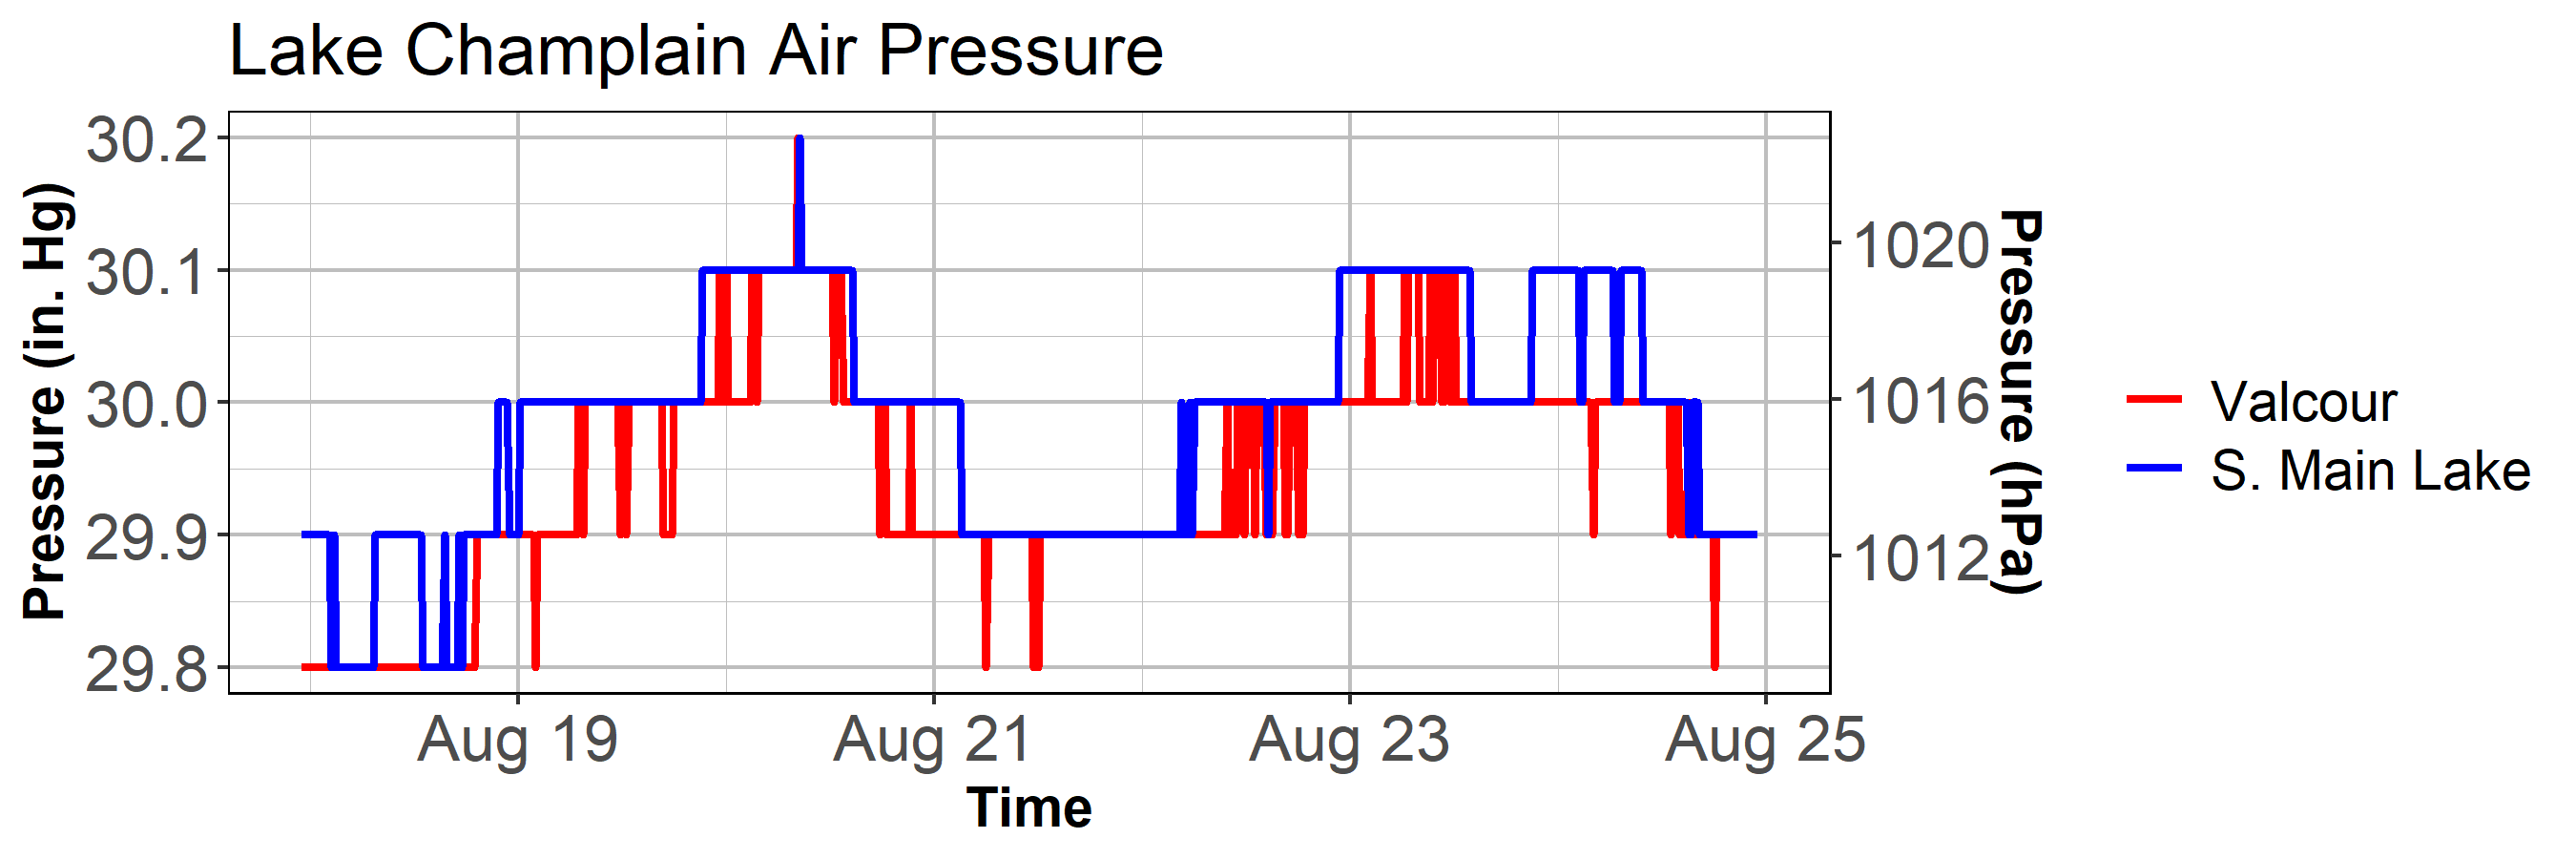 Lake Champlain Air Pressure
Pressure (in. Hg)
30.2
30.1
30.0
29.9
29.8
1020
1016
1012
Pressure (hPa)
Valcour
S. Main Lake
Aug 19 Aug 21 Aug 23 Aug 25
Time